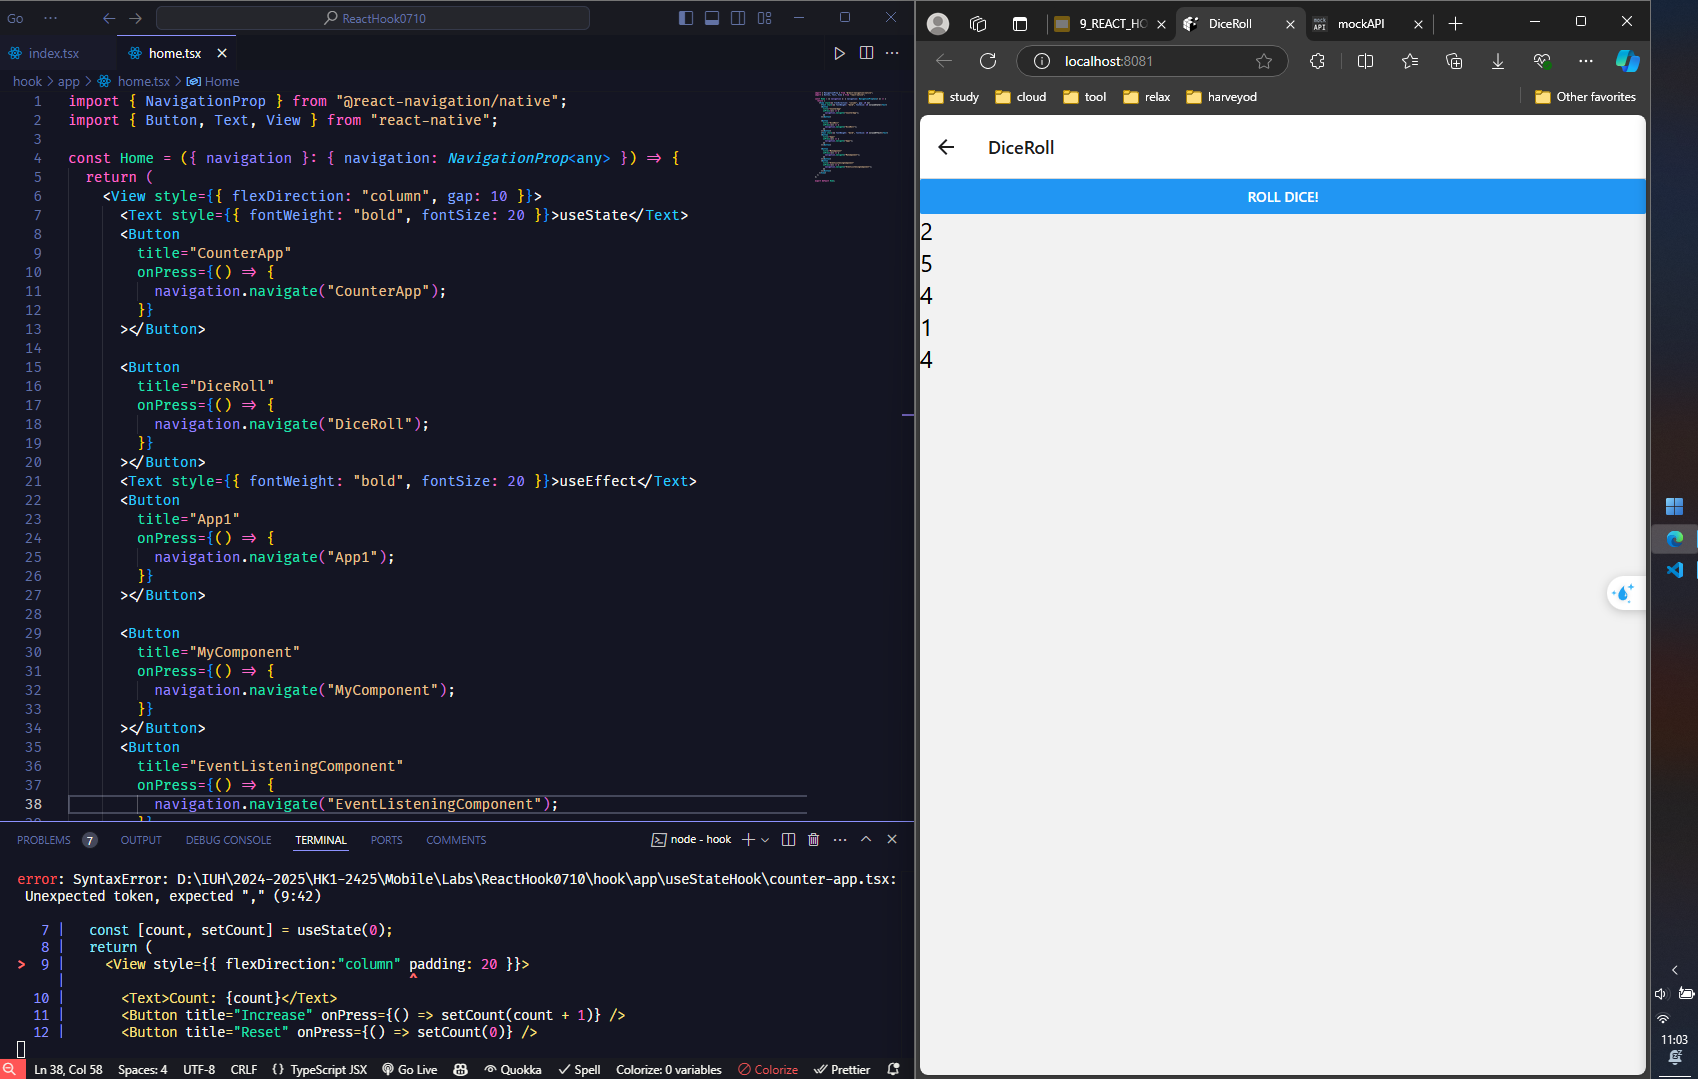 Go ··· ReactHook0710
index.tsx home.tsx
hook > app > home.tsx > Home
1 import { NavigationProp } from "@react-navigation/native";
2 import { Button, Text, View } from "react-native";
3
4 const Home = ({ navigation }: { navigation: NavigationProp<any> }) => {
5 return (
6 <View style={{ flexDirection: "column", gap: 10 }}>
7 <Text style={{ fontWeight: "bold", fontSize: 20 }}>useState</Text>
8 <Button
9 title="CounterApp"
10 onPress={() => {
11 navigation.navigate("CounterApp");
12 }}
13 ></Button>
14
15 <Button
16 title="DiceRoll"
17 onPress={() => {
18 navigation.navigate("DiceRoll");
19 }}
20 ></Button>
21 <Text style={{ fontWeight: "bold", fontSize: 20 }}>useEffect</Text>
22 <Button
23 title="App1"
24 onPress={() => {
25 navigation.navigate("App1");
26 }}
27 ></Button>
28
29 <Button
30 title="MyComponent"
31 onPress={() => {
32 navigation.navigate("MyComponent");
33 }}
34 ></Button>
35 <Button
36 title="EventListeningComponent"
37 onPress={() => {
38 navigation.navigate("EventListeningComponent");
PROBLEMS 7 OUTPUT DEBUG CONSOLE TERMINAL PORTS COMMENTS node - hook
error: SyntaxError: D:\IUH\2024-2025\HK1-2425\Mobile\Labs\ReactHook0710\hook\app\useStateHook\counter-app.tsx:
Unexpected token, expected "," (9:42)
7 | const [count, setCount] = useState(0);
8 | return (
> 9 | <View style={{ flexDirection:"column" padding: 20 }}>
| ^
10 | <Text>Count: {count}</Text>
11 | <Button title="Increase" onPress={() => setCount(count + 1)} />
12 | <Button title="Reset" onPress={() => setCount(0)} />
Ln 38, Col 58 Spaces: 4 UTF-8 CRLF {} TypeScript JSX Go Live Quokka Spell Colorize: 0 variables Colorize Prettier
9_REACT_HO DiceRoll mockAPI
localhost:8081
study cloud tool relax harveyod Other favorites
DiceRoll
ROLL DICE!
2
5
4
1
4
11:03